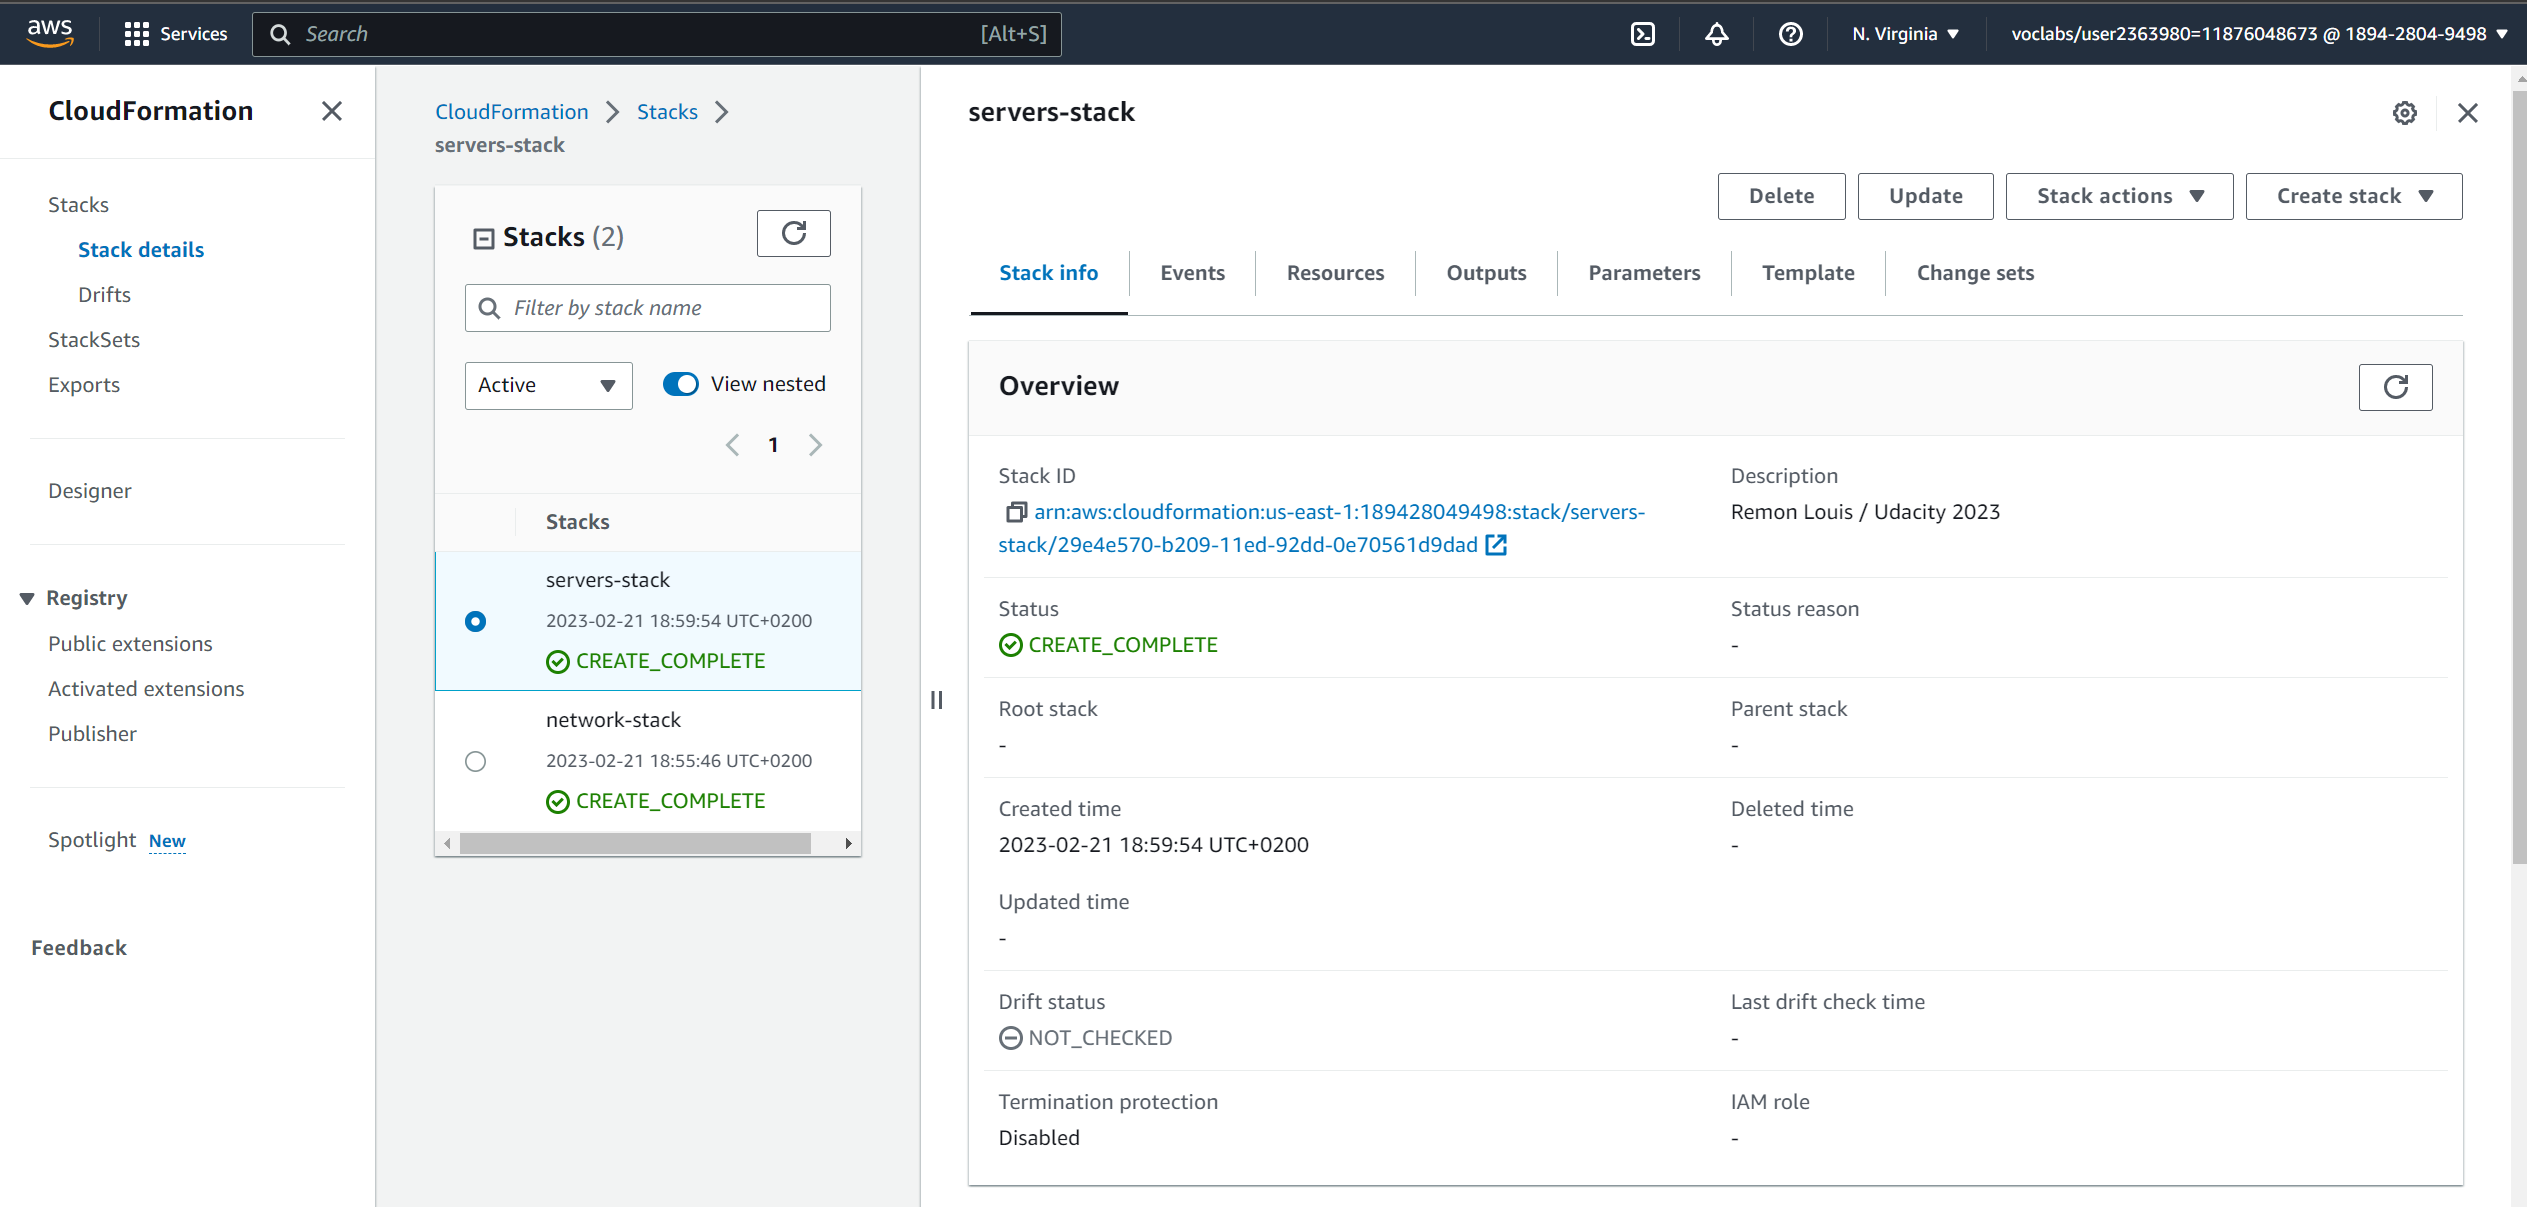 aws
Services
Search
[Alt+S]
N. Virginia
voclabs/user2363980=11876048673 @ 1894-2804-9498
CloudFormation
Stacks
Stack details
Drifts
StackSets
Exports
Designer
Registry
Public extensions
Activated extensions
Publisher
Spotlight New
Feedback
CloudFormation
Stacks
servers-stack
Stacks (2)
Filter by stack name
Active
View nested
1
Stacks
servers-stack
2023-02-21 18:59:54 UTC+0200
CREATE_COMPLETE
network-stack
2023-02-21 18:55:46 UTC+0200
CREATE_COMPLETE
servers-stack
Delete
Update
Stack actions
Create stack
Stack info
Events
Resources
Outputs
Parameters
Template
Change sets
Overview
Stack ID
arn:aws:cloudformation:us-east-1:189428049498:stack/servers-
stack/29e4e570-b209-11ed-92dd-0e70561d9dad
Description
Remon Louis / Udacity 2023
Status
CREATE_COMPLETE
Status reason
-
Root stack
-
Parent stack
-
Created time
2023-02-21 18:59:54 UTC+0200
Deleted time
-
Updated time
-
Drift status
NOT_CHECKED
Last drift check time
-
Termination protection
Disabled
IAM role
-